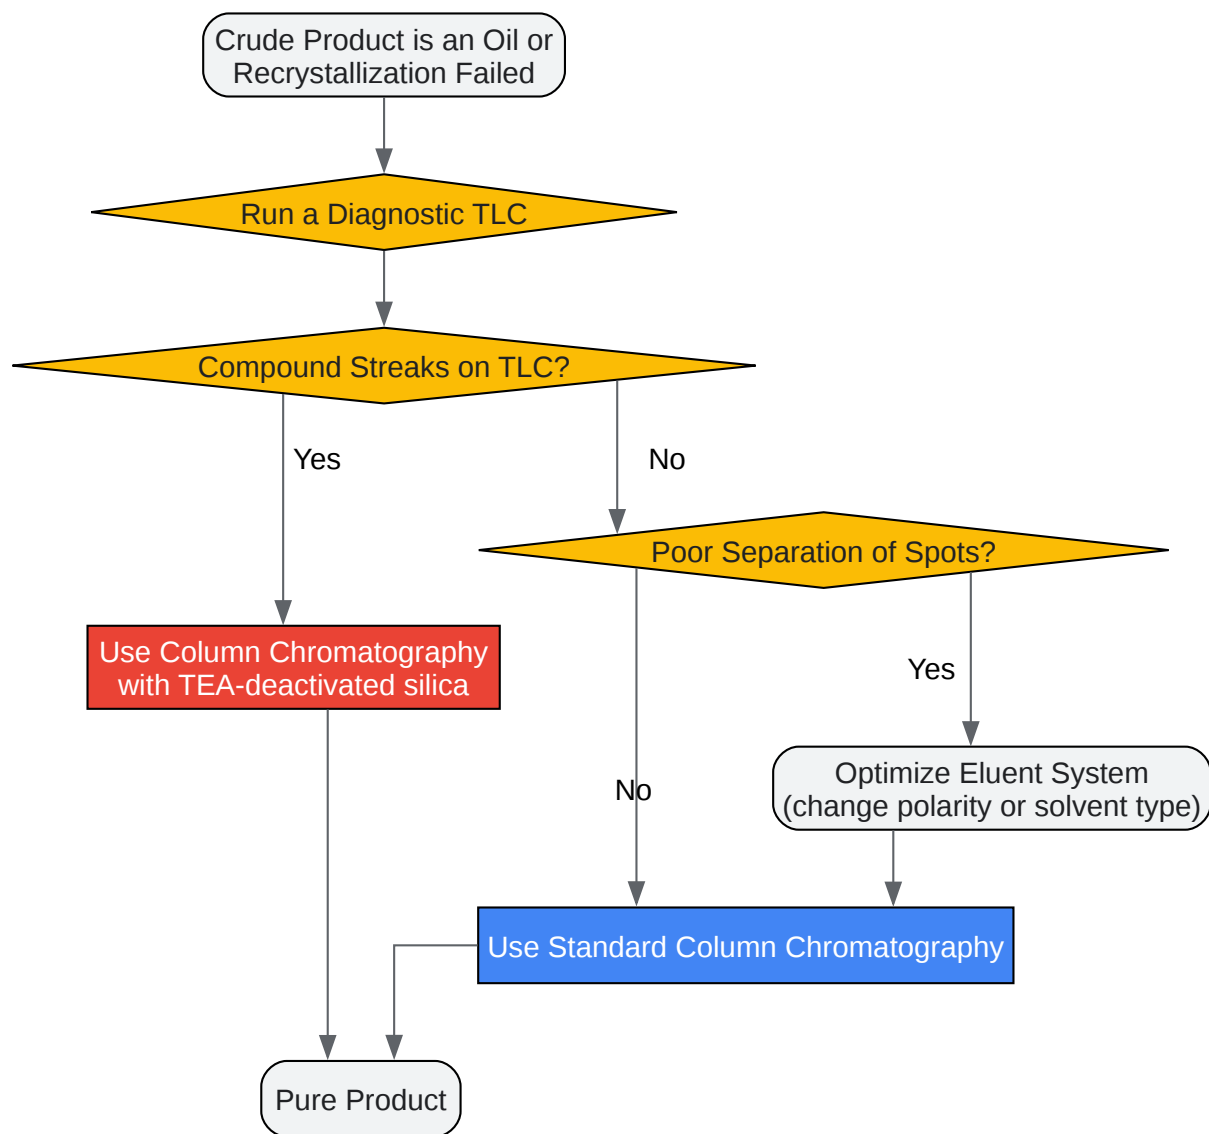 Crude Product is an Oil or
Recrystallization Failed
Run a Diagnostic TLC
Compound Streaks on TLC?
Yes
No
Poor Separation of Spots?
Use Column Chromatography
with TEA-deactivated silica
Yes
Optimize Eluent System
(change polarity or solvent type)
No
Use Standard Column Chromatography
Pure Product